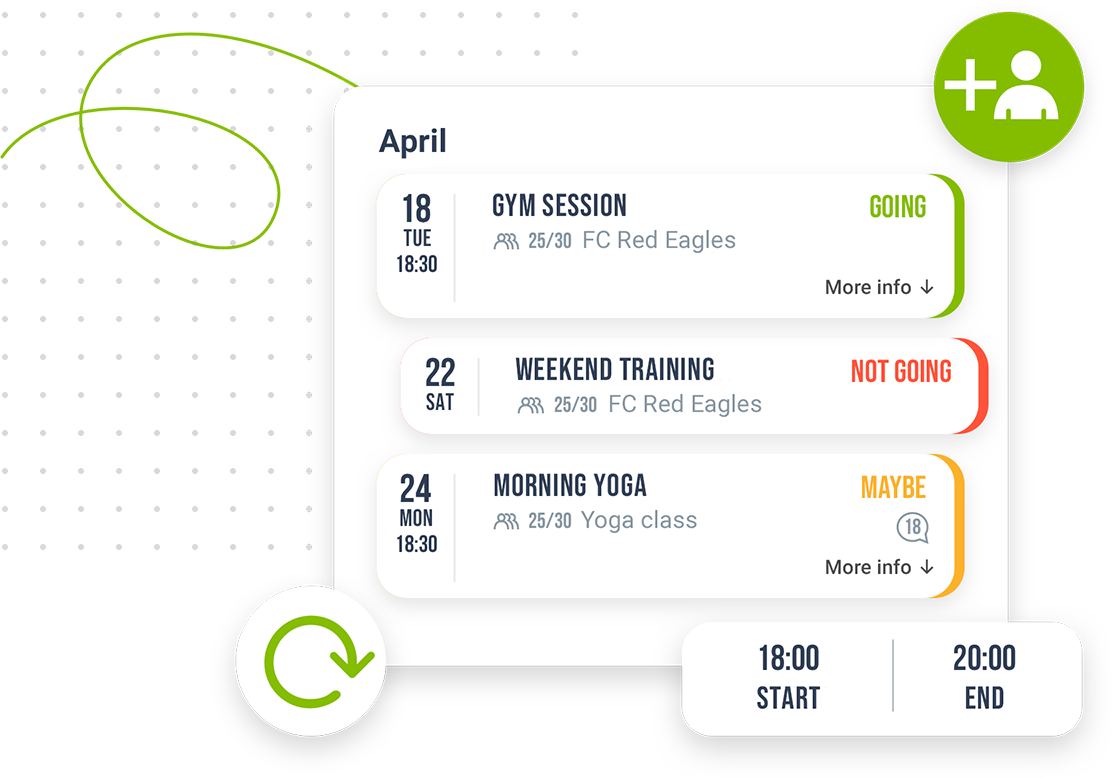 April
18
TUE
18:30
GYM SESSION
25/30 FC Red Eagles
GOING
More info ↓
22
SAT
WEEKEND TRAINING
25/30 FC Red Eagles
NOT GOING
24
MON
18:30
MORNING YOGA
25/30 Yoga class
MAYBE
18
More info ↓
18:00
START
20:00
END